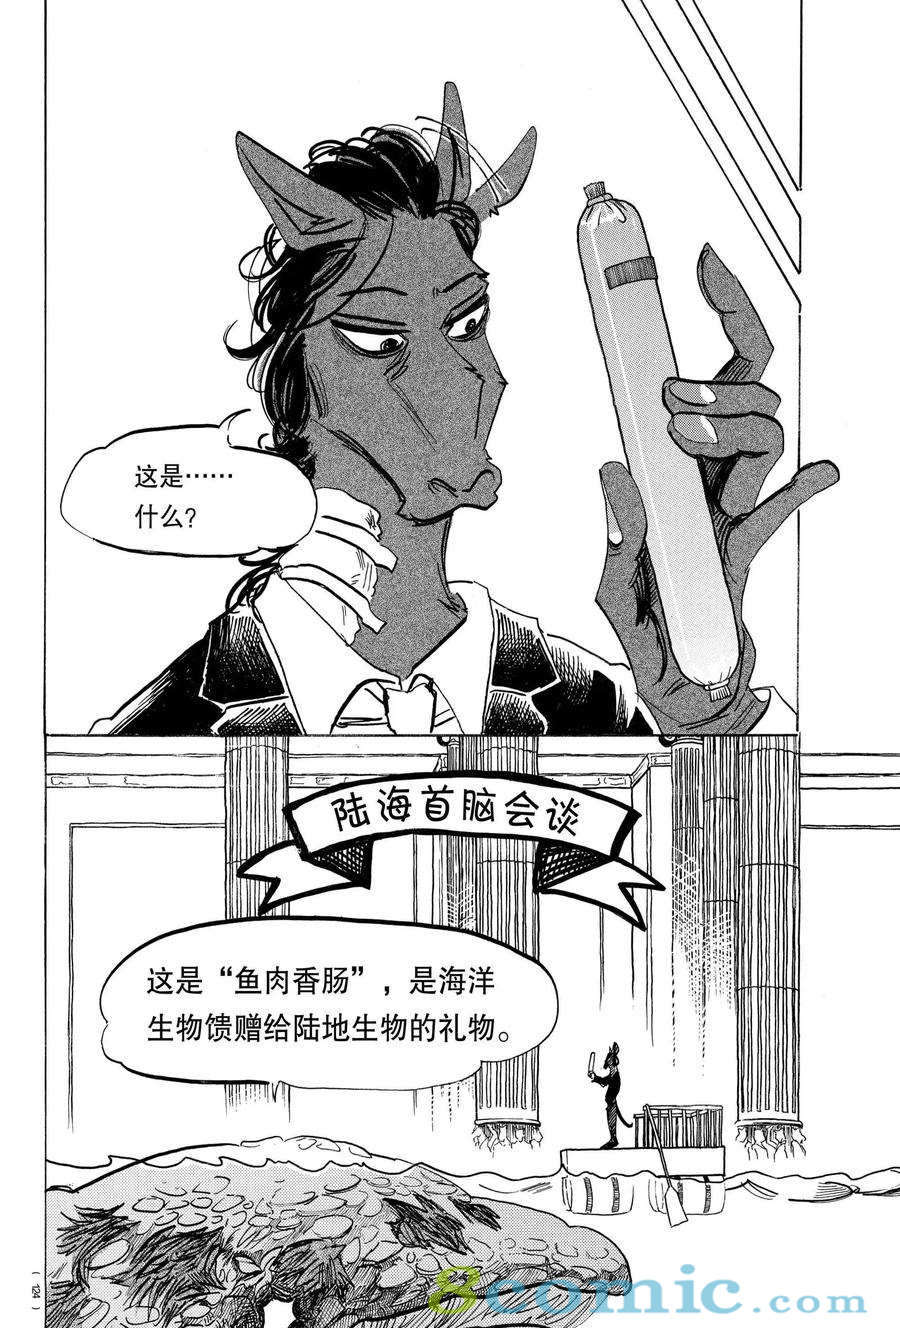 这是……
什么?
陆海首脑会谈
这是“鱼肉香肠”，是海洋
生物馈赠给陆地生物的礼物。
( 124 )
8comic.com